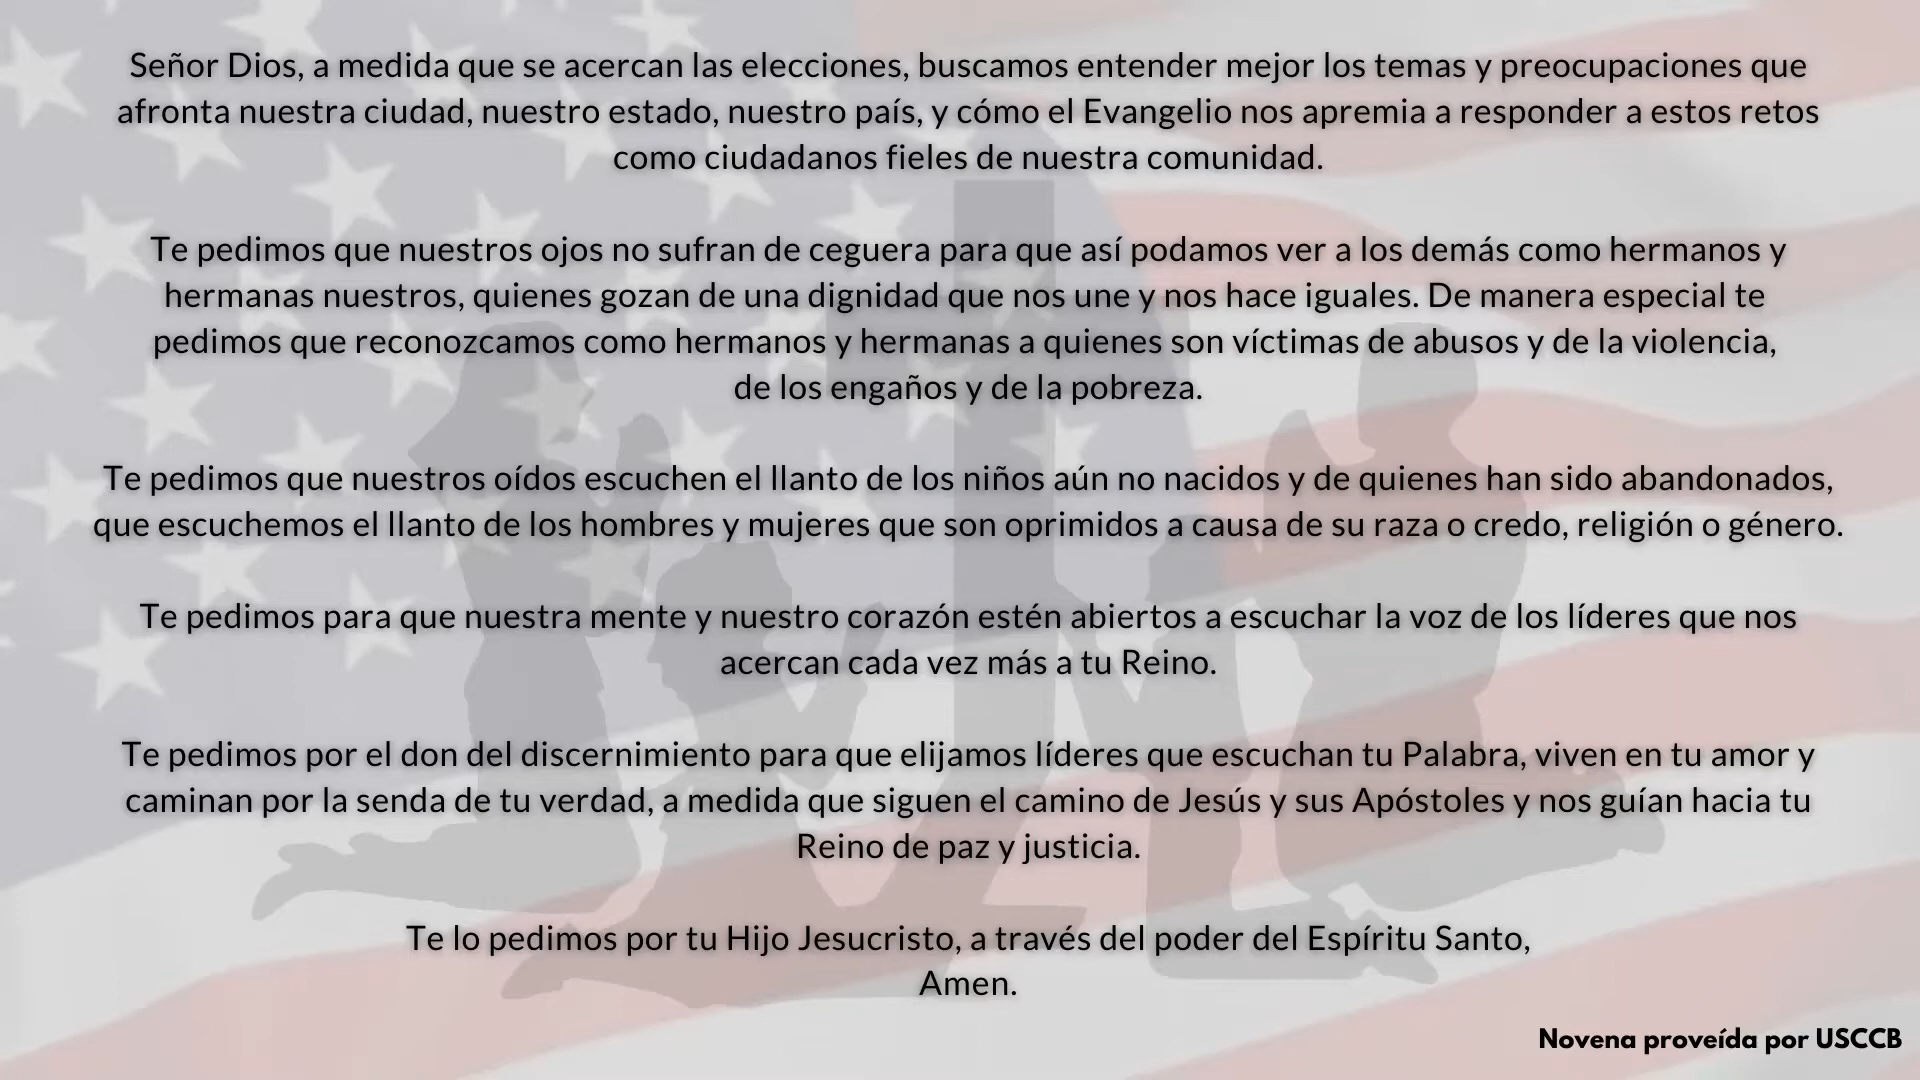 Señor Dios, a medida que se acercan las elecciones, buscamos entender mejor los temas y preocupaciones que
afronta nuestra ciudad, nuestro estado, nuestro país, y cómo el Evangelio nos apremia a responder a estos retos
como ciudadanos fieles de nuestra comunidad.
Te pedimos que nuestros ojos no sufran de ceguera para que así podamos ver a los demás como hermanos y
hermanas nuestros, quienes gozan de una dignidad que nos une y nos hace iguales. De manera especial te
pedimos que reconozcamos como hermanos y hermanas a quienes son víctimas de abusos y de la violencia,
de los engaños y de la pobreza.
Te pedimos que nuestros oídos escuchen el llanto de los niños aún no nacidos y de quienes han sido abandonados,
que escuchemos el llanto de los hombres y mujeres que son oprimidos a causa de su raza o credo, religión o género.
Te pedimos para que nuestra mente y nuestro corazón estén abiertos a escuchar la voz de los líderes que nos
acercan cada vez más a tu Reino.
Te pedimos por el don del discernimiento para que elijamos líderes que escuchan tu Palabra, viven en tu amor y
caminan por la senda de tu verdad, a medida que siguen el camino de Jesús y sus Apóstoles y nos guían hacia tu
Reino de paz y justicia.
Te lo pedimos por tu Hijo Jesucristo, a través del poder del Espíritu Santo,
Amen.
Novena proveída por USCCB